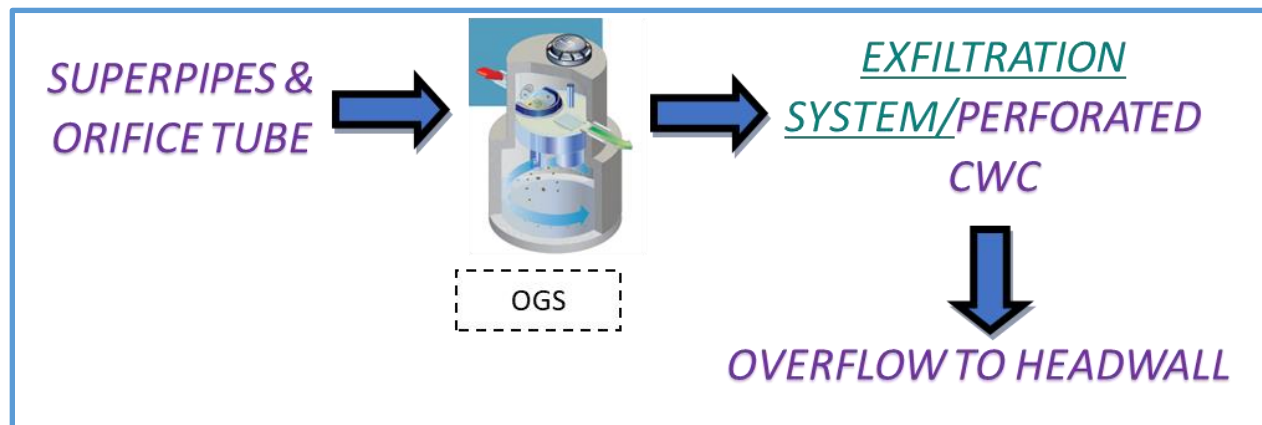 SUPERPIPES &
ORIFICE TUBE
OGS
EXFILTRATION
SYSTEM/PERFORATED
CWC
OVERFLOW TO HEADWALL